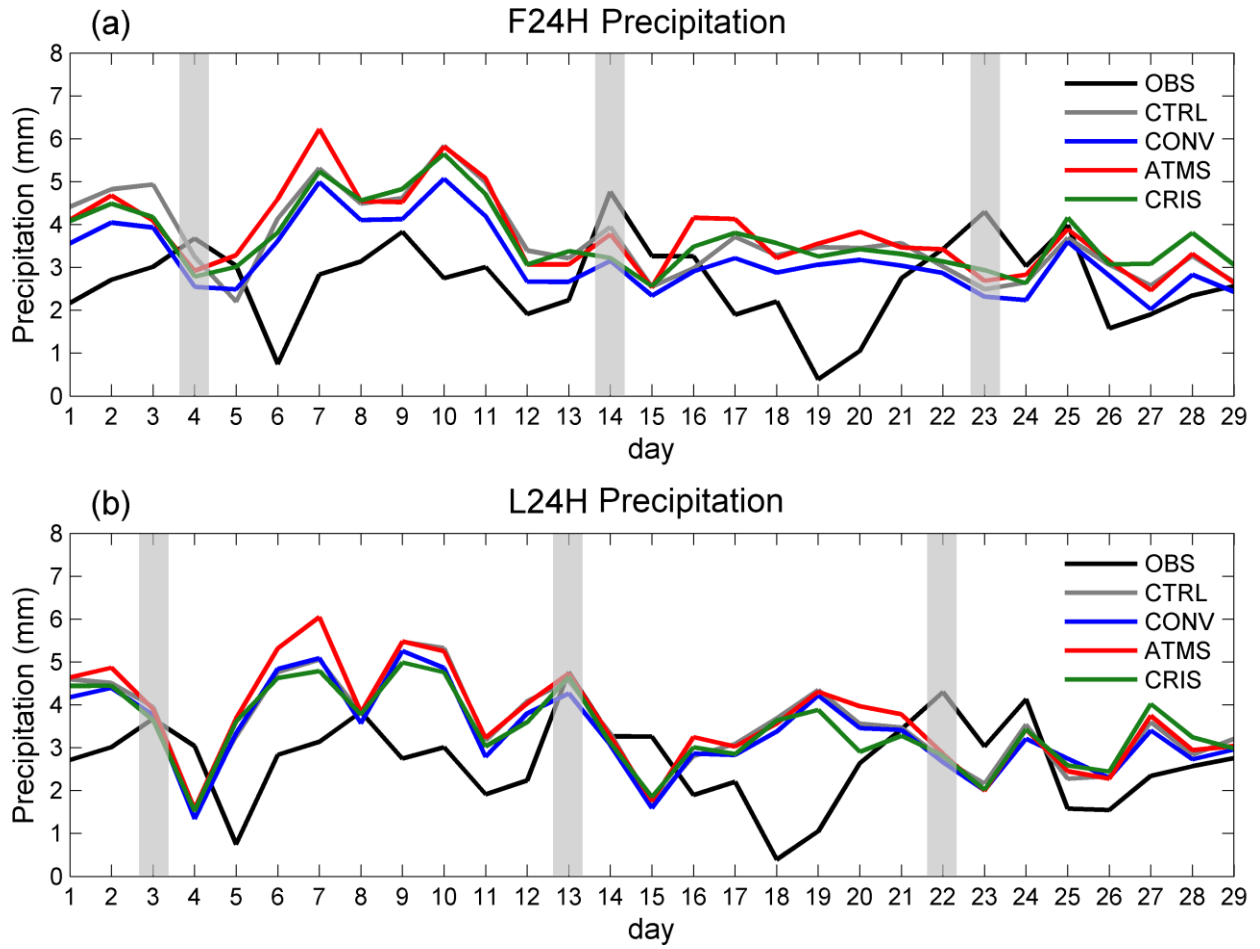 (a) F24H Precipitation
Precipitation (mm)
8
7
6
5
4
3
2
1
0
OBS
CTRL
CONV
ATMS
CRIS
1 2 3 4 5 6 7 8 9 10 11 12 13 14 15 16 17 18 19 20 21 22 23 24 25 26 27 28 29
day
(b) L24H Precipitation
Precipitation (mm)
8
7
6
5
4
3
2
1
0
OBS
CTRL
CONV
ATMS
CRIS
1 2 3 4 5 6 7 8 9 10 11 12 13 14 15 16 17 18 19 20 21 22 23 24 25 26 27 28 29
day